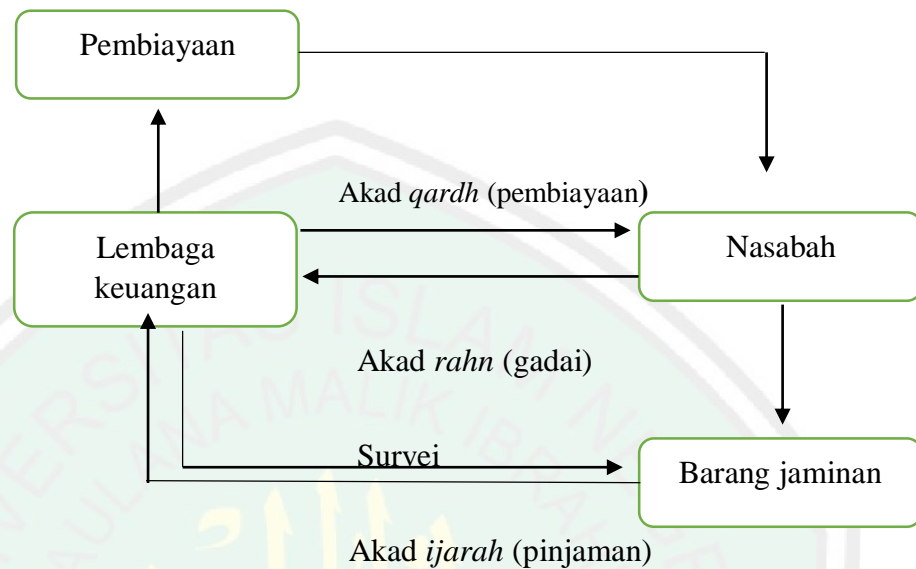 Pembiayaan
Akad qardh (pembiayaan)
Lembaga
keuangan
Nasabah
Akad rahn (gadai)
Survei
Barang jaminan
Akad ijarah (pinjaman)